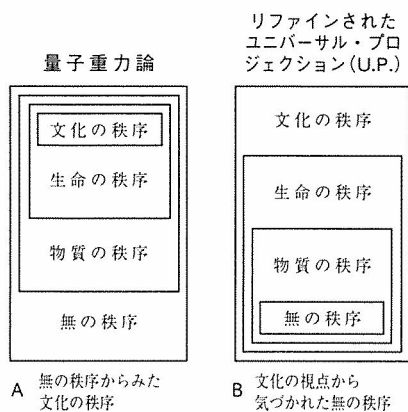 量子重力論
文化の秩序
生命の秩序
物質の秩序
無の秩序
A 無の秩序からみた
文化の秩序
リファインされた
ユニバーサル・プロ
ジェクション(U.P.)
文化の秩序
生命の秩序
物質の秩序
無の秩序
B 文化の視点から
気づかれた無の秩序